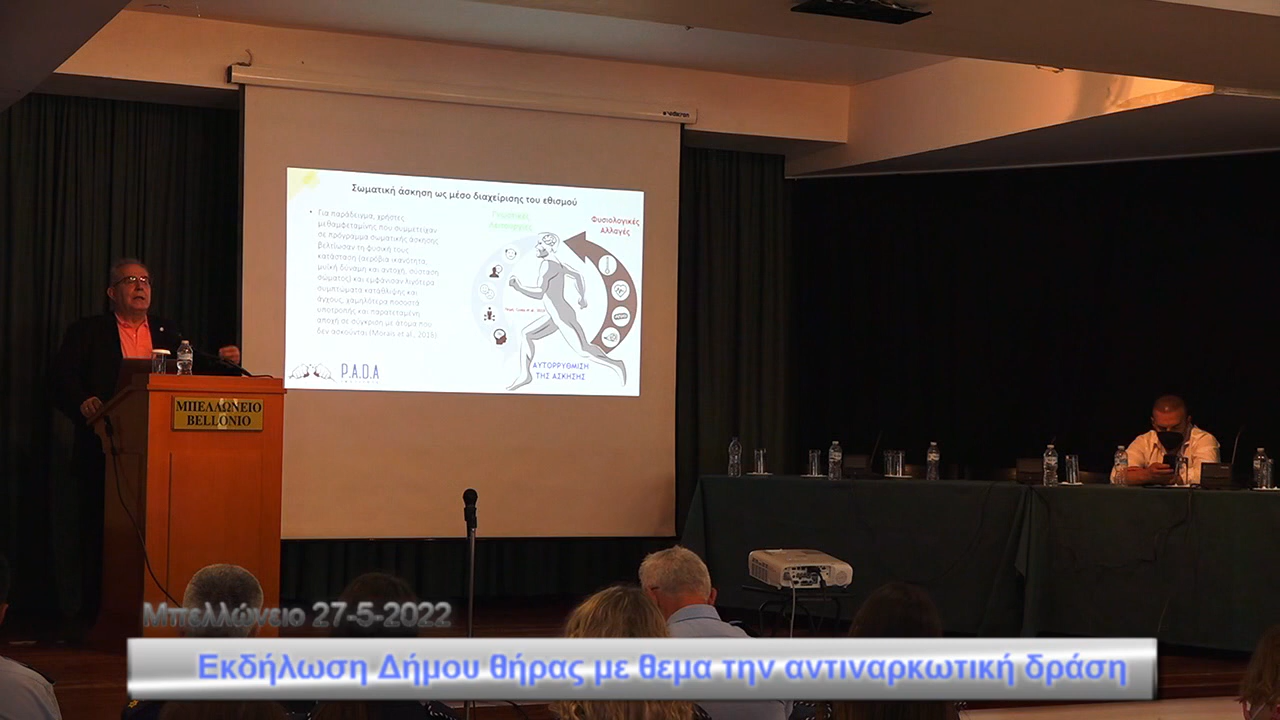 Σωματική άσκηση ως μέσο διαχείρισης του εθισμού
• Για παράδειγμα, χρήστες
μεθαμφεταμίνης που συμμετείχαν
σε πρόγραμμα σωματικής άσκησης
βελτίωσαν τη φυσική τους
κατάσταση (αερόβια ικανότητα,
μυϊκή δύναμη και αντοχή, σύσταση
σώματος) και εμφάνισαν λιγότερα
συμπτώματα κατάθλιψης και
άγχους, χαμηλότερα ποσοστά
υποτροπής και παρατεταμένη
αποχή σε σύγκριση με άτομα που
δεν ασκούνται (Morais et al., 2018)
Γνωστικές
Λειτουργίες
Φυσιολογικές
Αλλαγές
ΑΥΤΟΡΡΥΘΜΙΣΗ
ΤΗΣ ΑΣΚΗΣΗΣ
P.A.D.A
ΜΠΕΛΛΩΝΕΙΟ
BELLONIO
Μπελλώνειο 27-5-2022
Εκδήλωση Δήμου θήρας με θεμα την αντιναρκωτική δράση